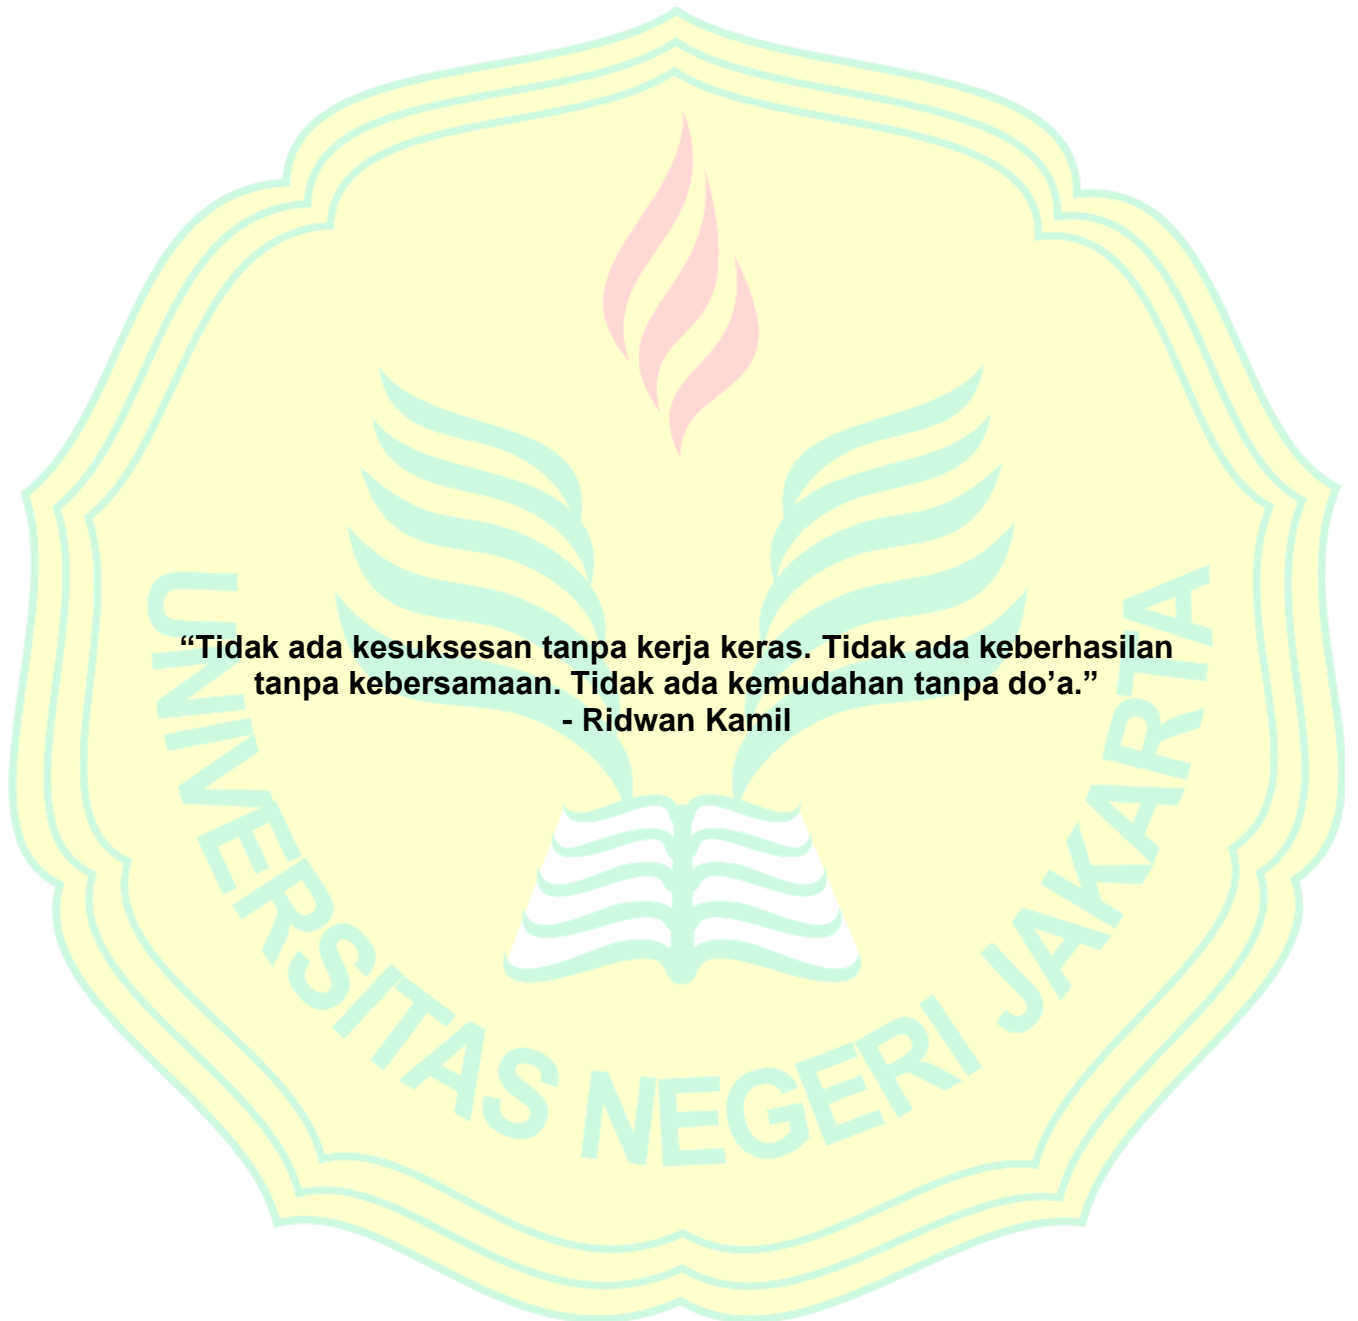 “Tidak ada kesuksesan tanpa kerja keras. Tidak ada keberhasilan
tanpa kebersamaan. Tidak ada kemudahan tanpa do’a.”
- Ridwan Kamil
UNIVERSITAS NEGERI JAKARTA